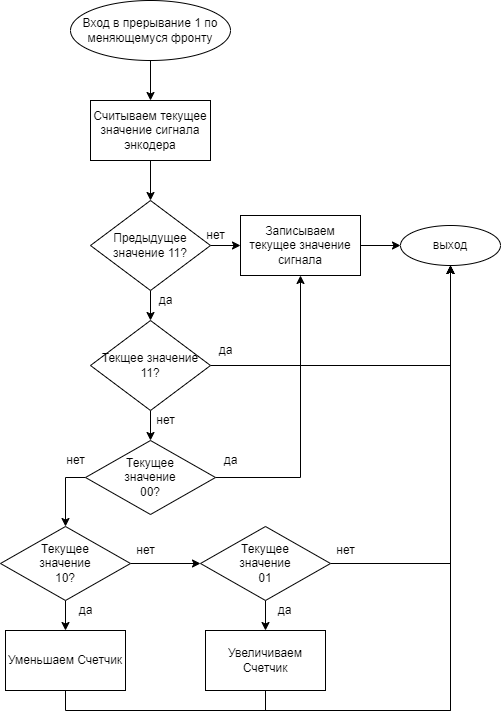 Вход в прерывание 1 по
меняющемуся фронту
Считываем текущее
значение сигнала
энкодера
Предыдущее
значение 11?
нет
Записываем
текущее значение
сигнала
выход
да
Текщее значение
11?
да
нет
нет
Текущее
значение
00?
да
Текущее
значение
10?
нет
Текущее
значение
01
нет
да
да
Уменьшаем Счетчик
Увеличиваем
Счетчик